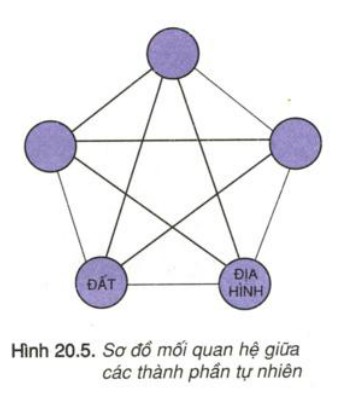 ĐẤT
ĐỊA
HÌNH
Hình 20.5. Sơ đồ mối quan hệ giữa
các thành phần tự nhiên